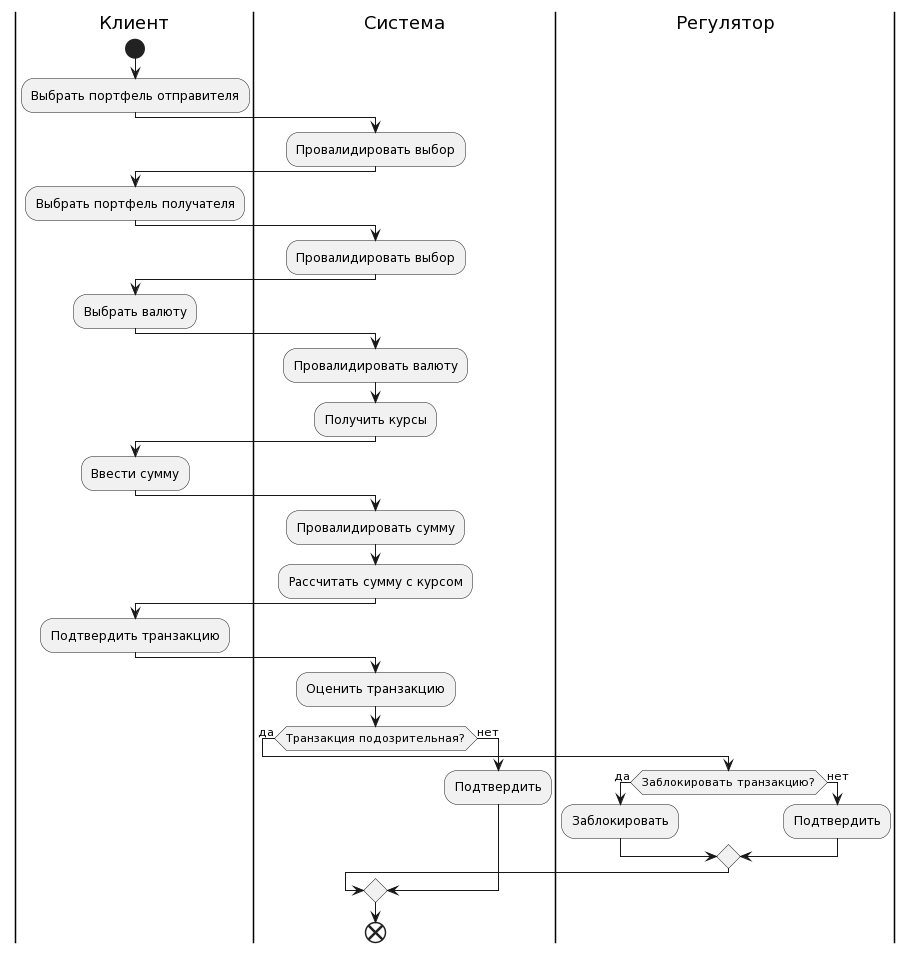 Клиент
Система
Регулятор
Выбрать портфель отправителя
Провалидировать выбор
Выбрать портфель получателя
Провалидировать выбор
Выбрать валюту
Провалидировать валюту
Получить курсы
Ввести сумму
Провалидировать сумму
Рассчитать сумму с курсом
Подтвердить транзакцию
Оценить транзакцию
да
Транзакция подозрительная?
нет
Подтвердить
да
Заблокировать транзакцию?
нет
Заблокировать
Подтвердить